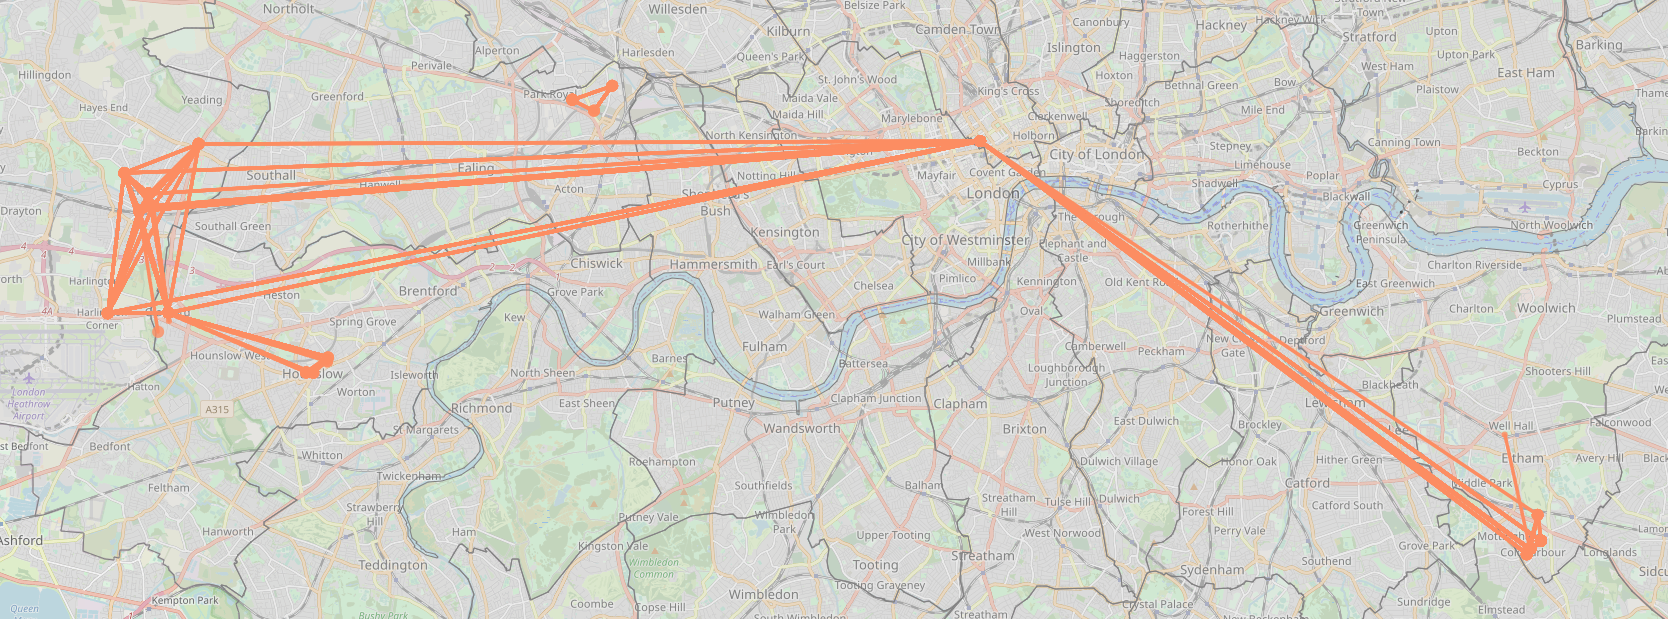 Northolt
Willesden
Belsize Park
Kilburn
Camden Town
Canonbury
Hackney
Hackney Wick
Town
Stratford
Upton
Barking
Alperton
Harlesden
Queen's Park
Islington
Haggerston
Upton Park
Hillingdon
Perivale
St. John's Wood
Hoxton
Bow
West Ham
East Ham
Hayes End
Yeading
Greenford
Park Royal
Maida Vale
Maida Hill
King's Cross
Shoreditch
Bethnal Green
Mile End
Plaistow
Marylebone
Clerkenwell
North Kensington
Holborn
Stepney
Canning Town
Beckton
City of London
Limehouse
Southall
Ealing
Hanwell
Acton
Notting Hill
Mayfair
Covent Garden
Poplar
Shadwell
Cyprus
Drayton
Shepherd's
Bush
London
Blackwall
Southall Green
Kensington
The Borough
Rotherhithe
Greenwich
Peninsula
North Woolwich
City of Westminster
Elephant and
Castle
Chiswick
Hammersmith
Earl's Court
Millbank
Charlton Riverside
Harlington
Heston
Brentford
Grove Park
Chelsea
Pimlico
Kennington
Old Kent Road
East Greenwich
Corner
Spring Grove
Kew
Walham Green
Oval
Greenwich
Charlton
Woolwich
Plumstead
Hounslow West
Fulham
Camberwell
Peckham
New Cross
Gate
Deptford
Hounslow
Isleworth
North Sheen
Barnes
Battersea
Loughborough
Junction
Blackheath
Shooters Hill
Hatton
London
Heathrow
Airport
Worton
A315
Richmond
East Sheen
Putney
Clapham Junction
Clapham
Lewisham
St Margarets
Wandsworth
Brixton
East Dulwich
Brockley
Lee
Well Hall
Falconwood
Bedfont
Whitton
Roehampton
Dulwich Village
Honor Oak
Hither Green
Eltham
Avery Hill
Feltham
Twickenham
Southfields
Balham
Streatham
Hill
Tulse Hill
Dulwich
Catford
Middle Park
Strawberry
Hill
Putney Vale
Wimbledon
Park
Forest Hill
Catford South
Ashford
Hanworth
Ham
Kingston Vale
Upper Tooting
West Norwood
Perry Vale
Grove Park
Longlands
Teddington
Wimbledon
Common
Tooting
Streatham
Sydenham
Southend
Queen
Kempton Park
Bushy Park
Coombe
Copse Hill
Wimbledon
Tooting Graveney
South Wimbledon
Streatham
Crystal Palace
New Beckenham
Sundridge
Elmstead